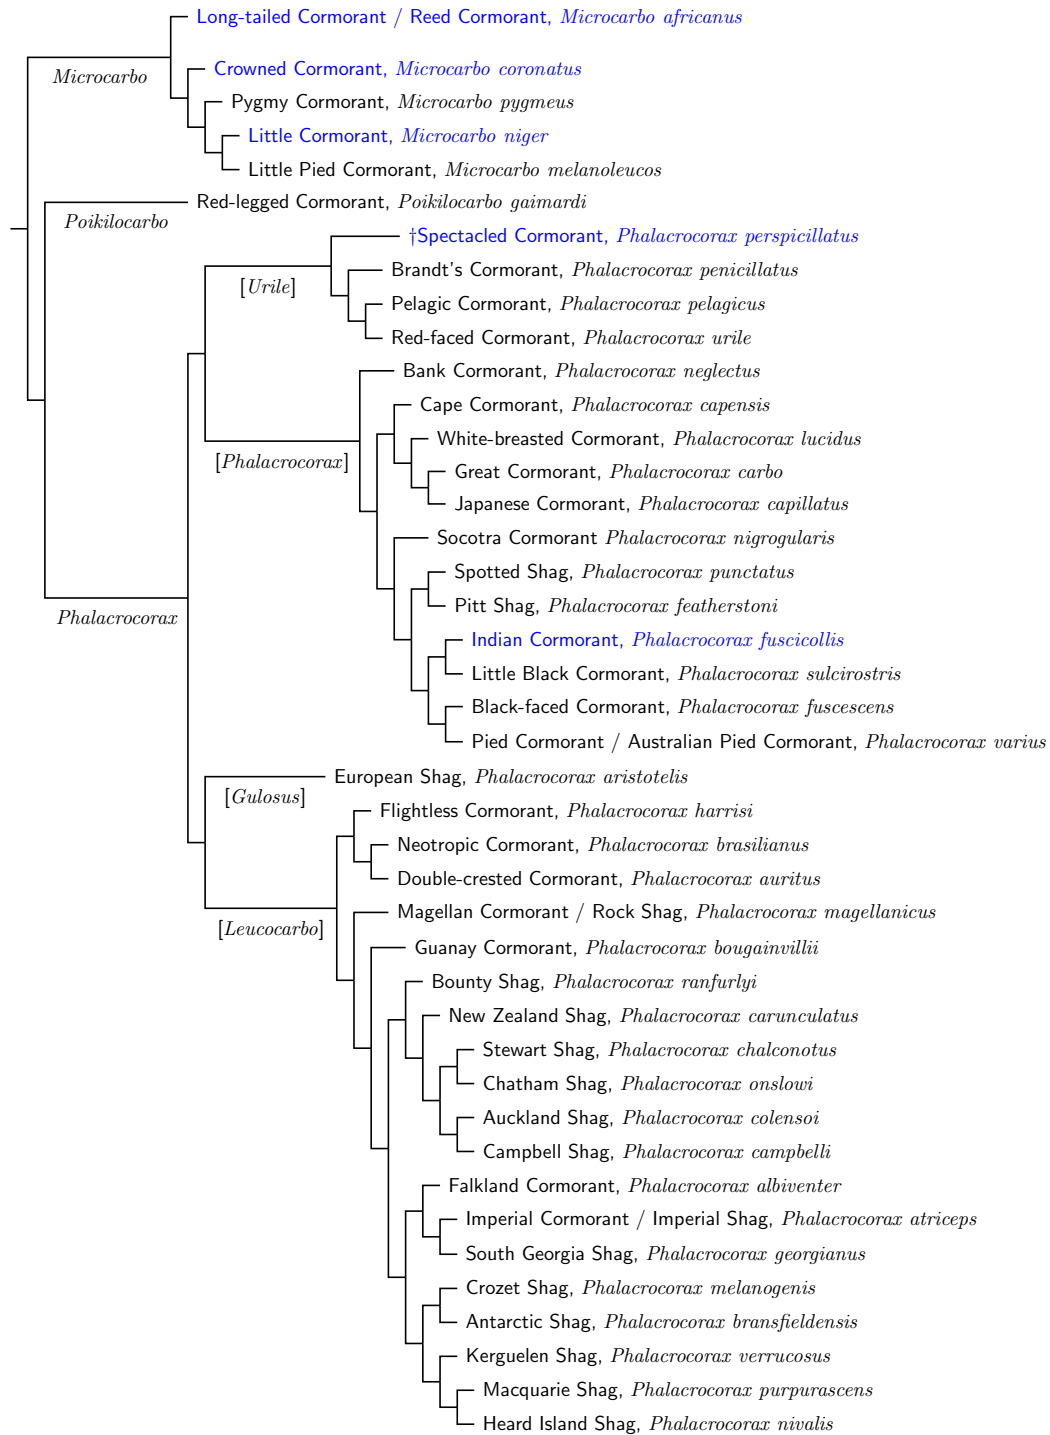 Long-tailed Cormorant / Reed Cormorant, Microcarbo africanus
Microcarbo
Crowned Cormorant, Microcarbo coronatus
Pygmy Cormorant, Microcarbo pygmeus
Little Cormorant, Microcarbo niger
Little Pied Cormorant, Microcarbo melanoleucos
Red-legged Cormorant, Poikilocarbo gaimardi
Poikilocarbo
†Spectacled Cormorant, Phalacrocorax perspicillatus
Brandt's Cormorant, Phalacrocorax penicillatus
[Urile]
Pelagic Cormorant, Phalacrocorax pelagicus
Red-faced Cormorant, Phalacrocorax urile
Bank Cormorant, Phalacrocorax neglectus
Cape Cormorant, Phalacrocorax capensis
White-breasted Cormorant, Phalacrocorax lucidus
[Phalacrocorax]
Great Cormorant, Phalacrocorax carbo
Japanese Cormorant, Phalacrocorax capillatus
Socotra Cormorant Phalacrocorax nigrogularis
Spotted Shag, Phalacrocorax punctatus
Pitt Shag, Phalacrocorax featherstoni
Phalacrocorax
Indian Cormorant, Phalacrocorax fuscicollis
Little Black Cormorant, Phalacrocorax sulcirostris
Black-faced Cormorant, Phalacrocorax fuscescens
Pied Cormorant / Australian Pied Cormorant, Phalacrocorax varius
European Shag, Phalacrocorax aristotelis
[Gulosus]
Flightless Cormorant, Phalacrocorax harrisi
Neotropic Cormorant, Phalacrocorax brasilianus
Double-crested Cormorant, Phalacrocorax auritus
Magellan Cormorant / Rock Shag, Phalacrocorax magellanicus
[Leucocarbo]
Guanay Cormorant, Phalacrocorax bougainvillii
Bounty Shag, Phalacrocorax ranfurlyi
New Zealand Shag, Phalacrocorax carunculatus
Stewart Shag, Phalacrocorax chalconotus
Chatham Shag, Phalacrocorax onslowi
Auckland Shag, Phalacrocorax colensoi
Campbell Shag, Phalacrocorax campbelli
Falkland Cormorant, Phalacrocorax albiventer
Imperial Cormorant / Imperial Shag, Phalacrocorax atriceps
South Georgia Shag, Phalacrocorax georgianus
Crozet Shag, Phalacrocorax melanogenis
Antarctic Shag, Phalacrocorax bransfieldensis
Kerguelen Shag, Phalacrocorax verrucosus
Macquarie Shag, Phalacrocorax purpurascens
Heard Island Shag, Phalacrocorax nivalis